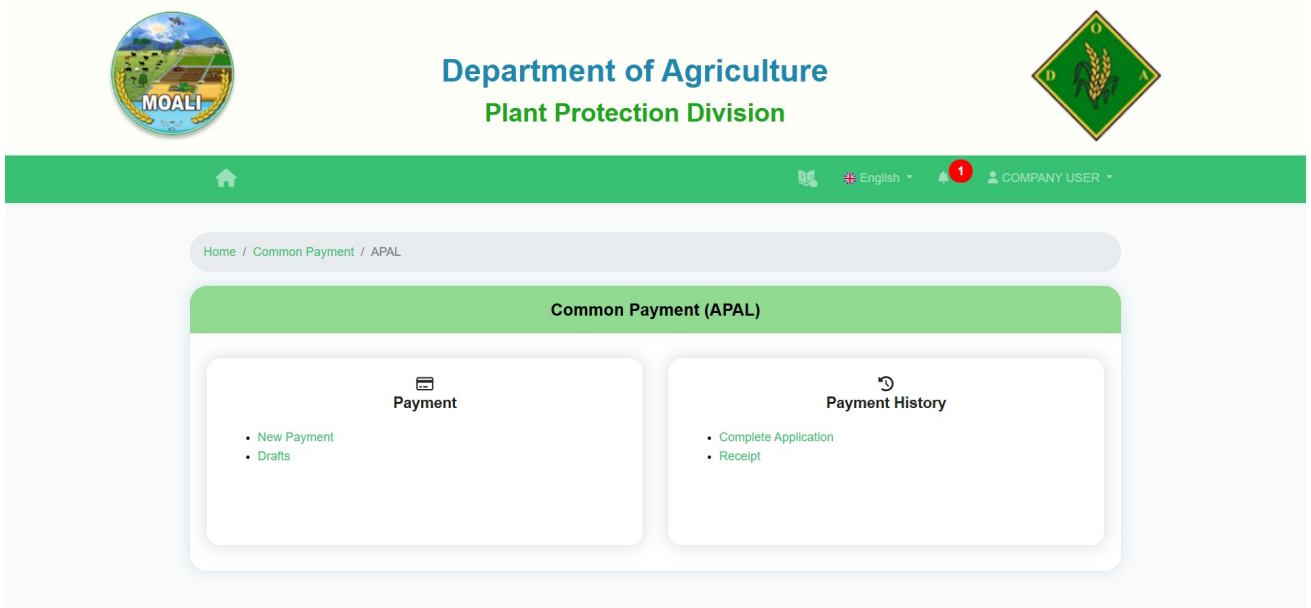 MOALI
Department of Agriculture
Plant Protection Division
O
D A
English
1
COMPANY USER
Home / Common Payment / APAL
Common Payment (APAL)
Payment
• New Payment
• Drafts
Payment History
• Complete Application
• Receipt